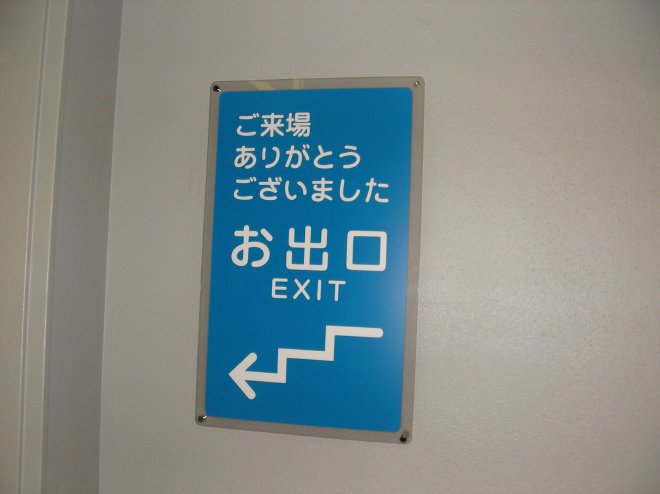 ご来場
ありがとう
ございました
お出口
EXIT